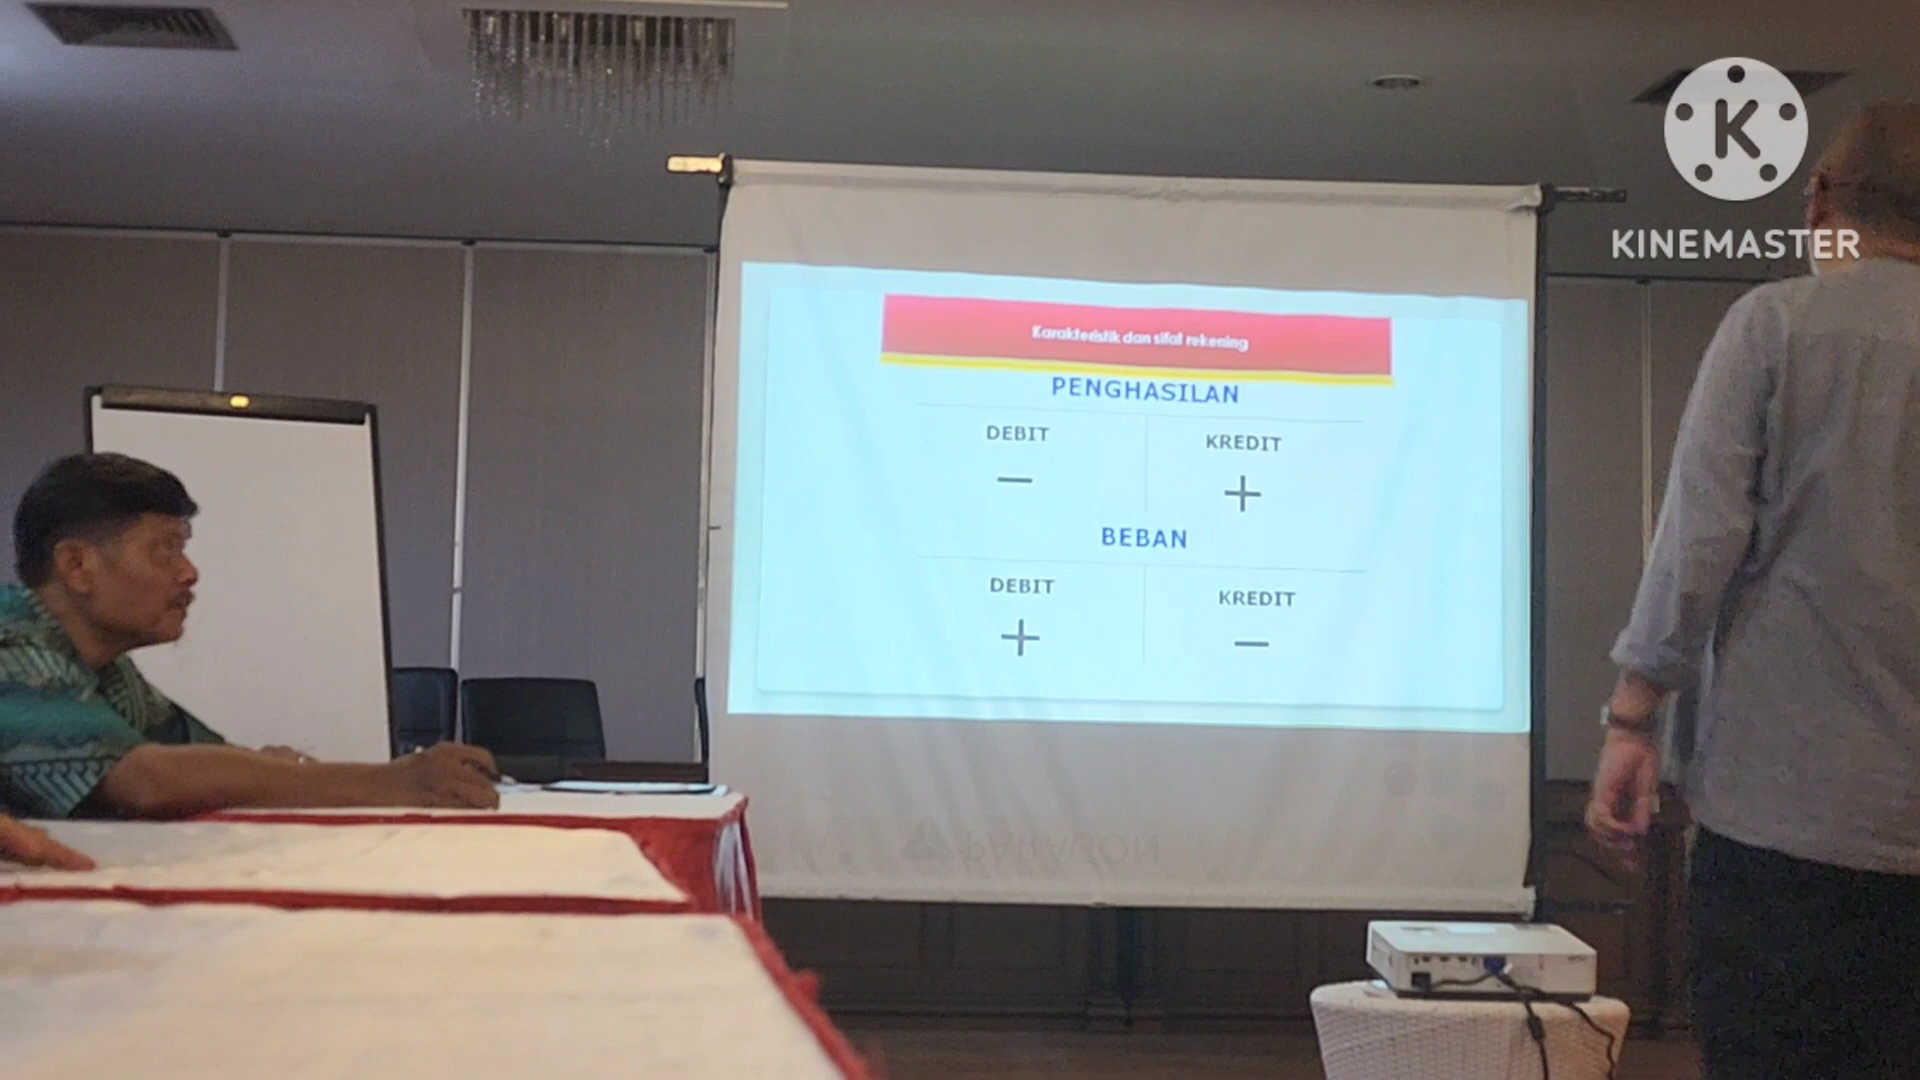 K
KINEMASTER
Karakteristik dan sifat rekening
PENGHASILAN
DEBIT KREDIT
− +
BEBAN
DEBIT KREDIT
+ −